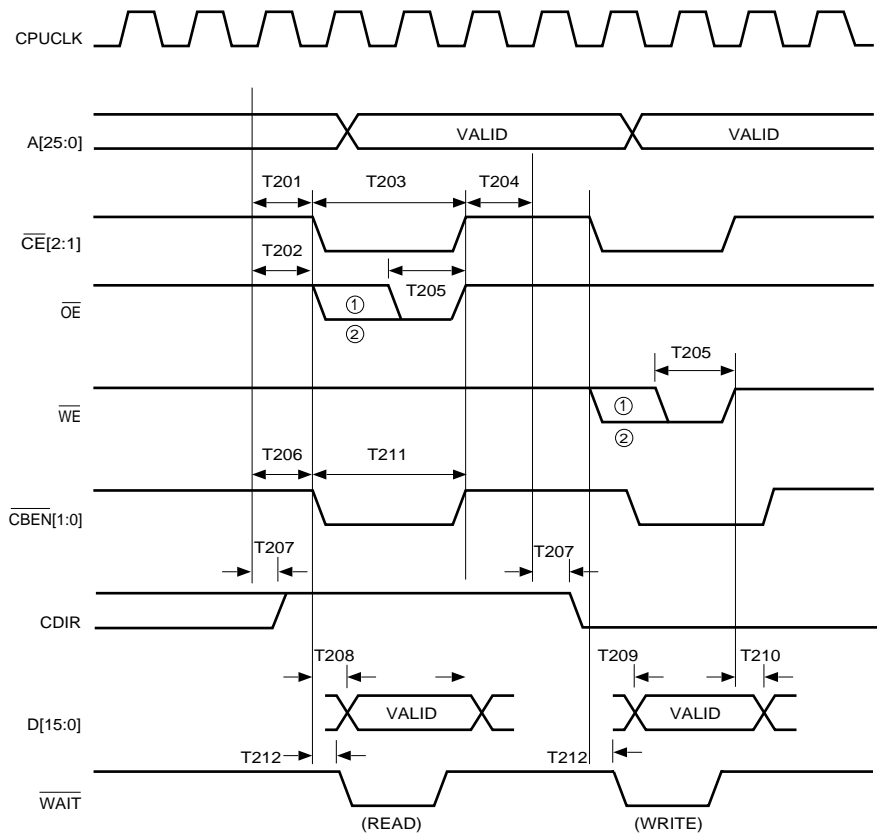 CPUCLK
A[25:0]
VALID
VALID
T201
T203
T204
CE[2:1]
T202
T205
OE
①
②
T205
WE
①
②
T206
T211
CBEN[1:0]
T207
T207
CDIR
T208
T209
T210
D[15:0]
VALID
VALID
T212
T212
WAIT
(READ)
(WRITE)